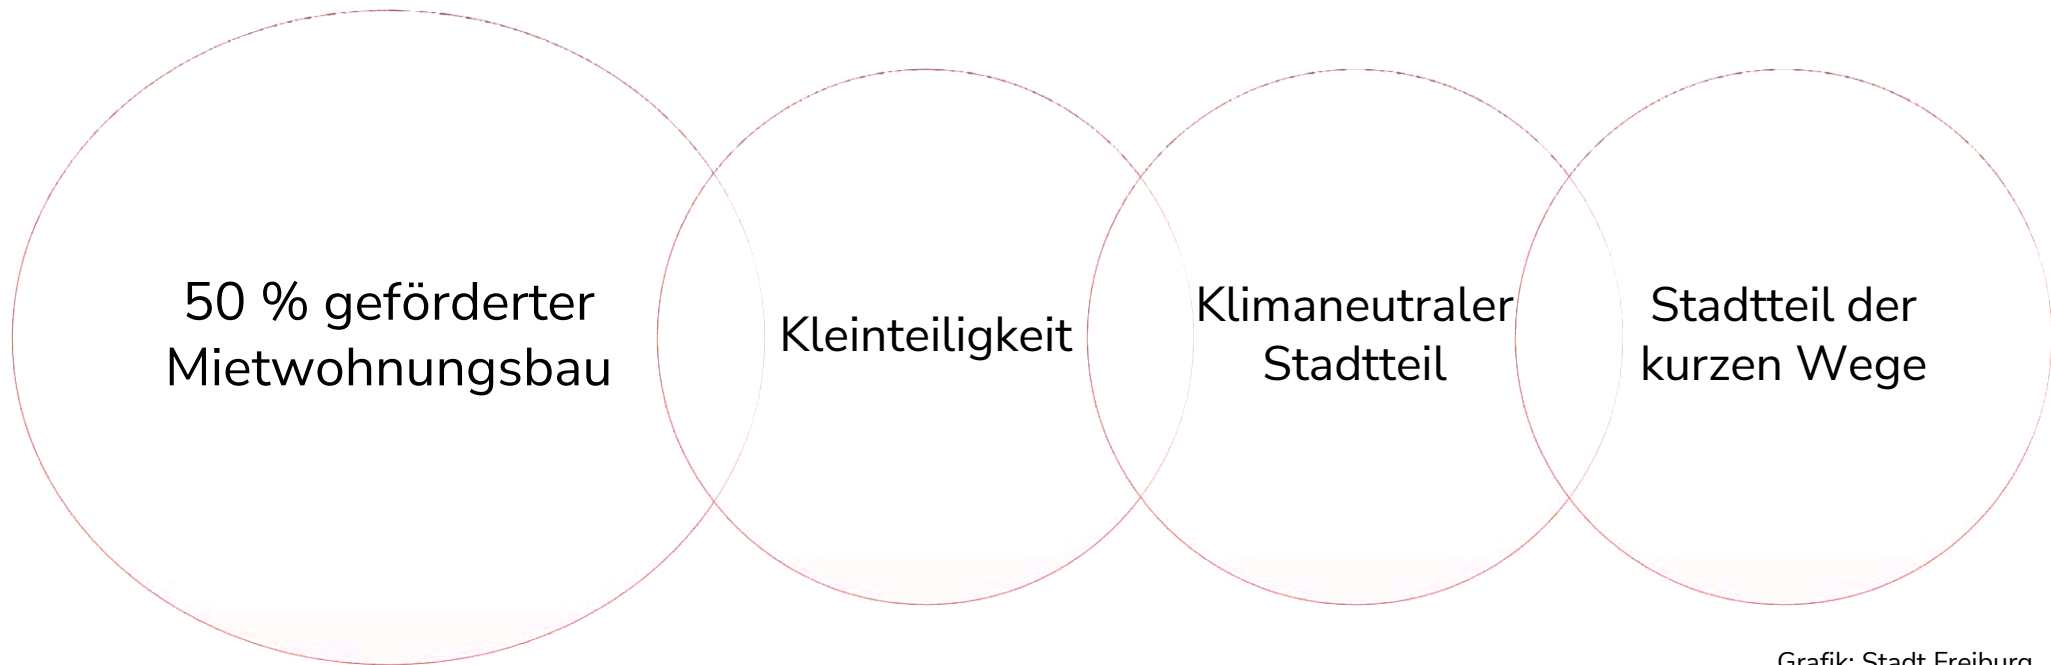 50 % geförderter
Mietwohnungsbau
Kleinteiligkeit
Klimaneutraler
Stadtteil
Stadtteil der
kurzen Wege
Grafik: Stadt Freiburg